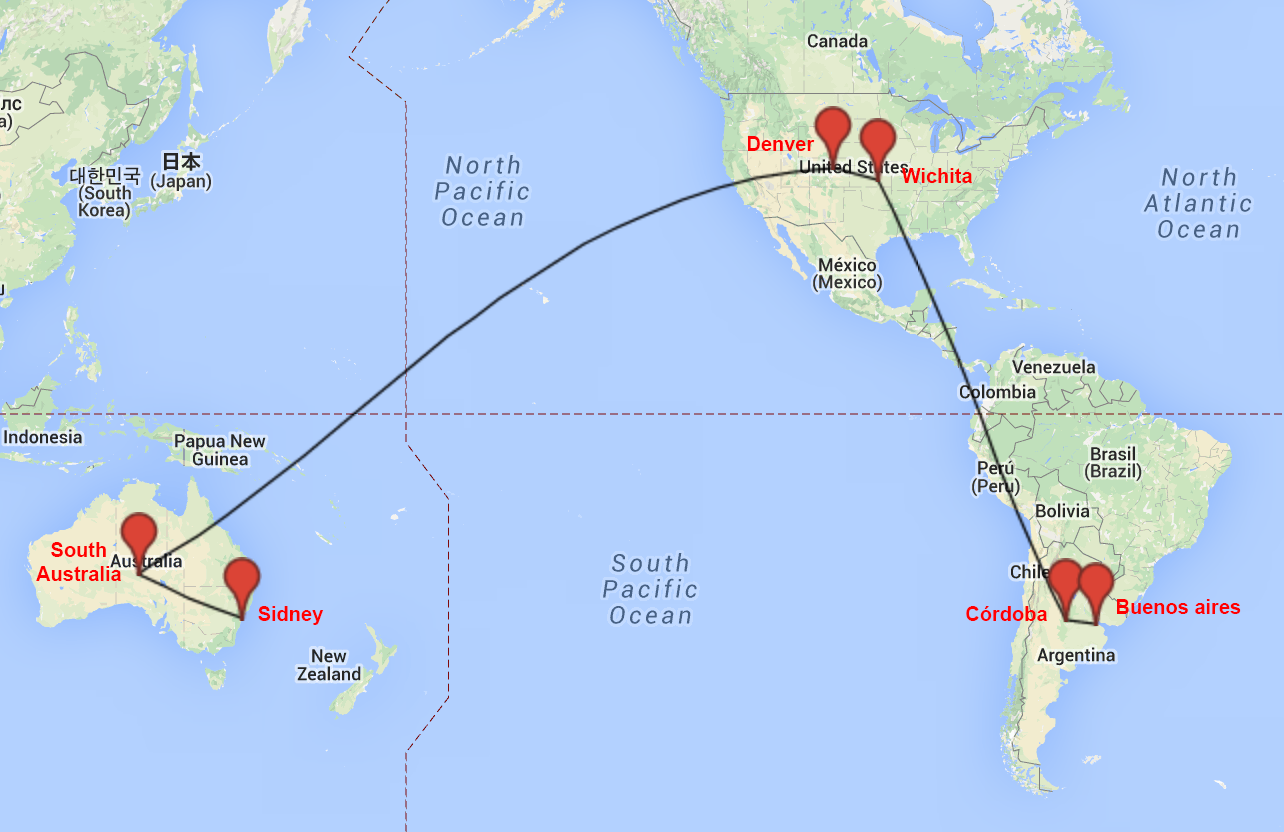 Canada
лс
а)
North
Pacific
Ocean
Denver
United States
Wichita
日本
(Japan)
대한민국
(South
Korea)
North
Atlantic
Ocean
México
(Mexico)
Venezuela
Colombia
Indonesia
Papua New
Guinea
Perú
(Peru)
Brasil
(Brazil)
Bolivia
South
Australia
Australia
Sidney
South
Pacific
Ocean
Chile
Córdoba
Buenos aires
Argentina
New
Zealand